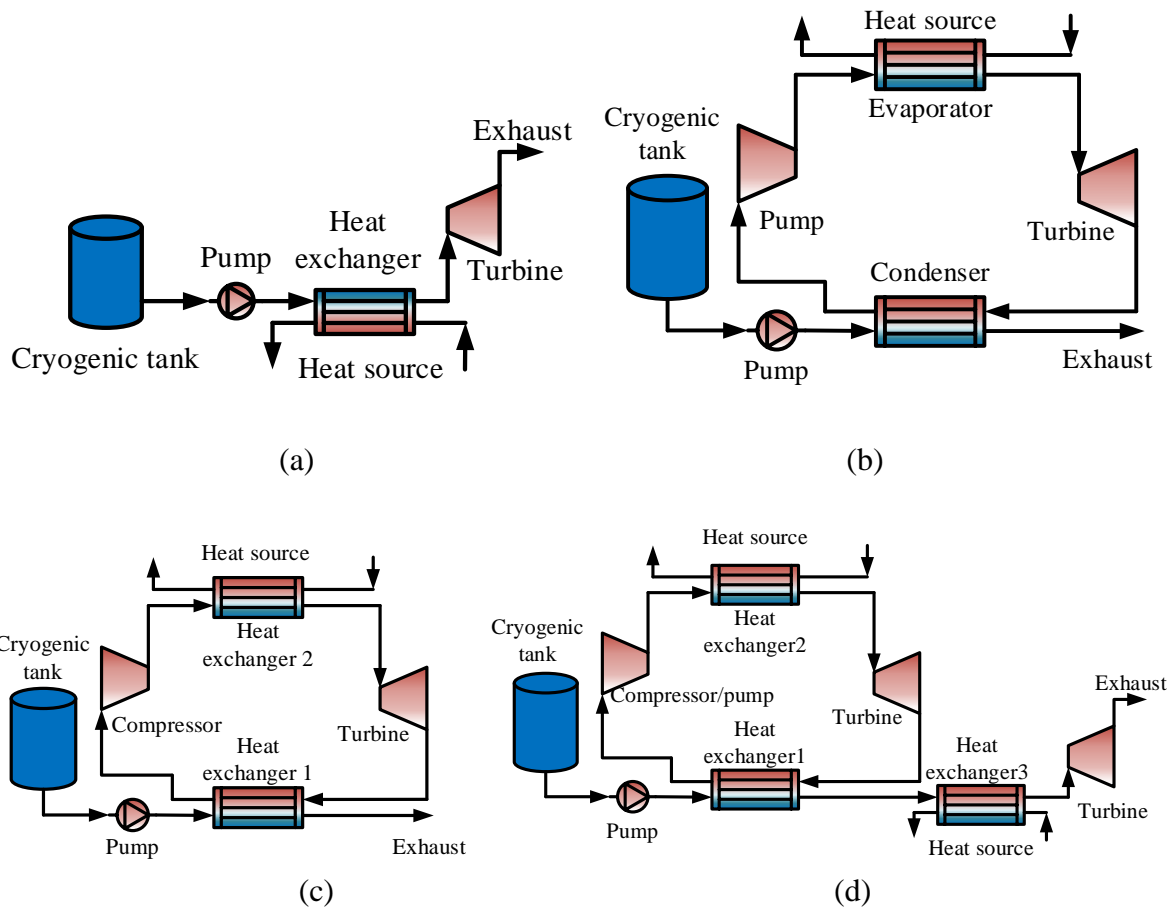 Exhaust
Heat
exchanger
Pump
Turbine
Cryogenic tank
Heat source
(a)
Heat source
Cryogenic
tank
Evaporator
Pump
Turbine
Condenser
Pump
Exhaust
(b)
Heat source
Cryogenic
tank
Heat
exchanger 2
Compressor
Turbine
Heat
exchanger 1
Pump
Exhaust
(c)
Heat source
Cryogenic
tank
Heat
exchanger2
Compressor/pump
Turbine
Heat
exchanger1
Exhaust
Heat
exchanger3
Turbine
Pump
Heat source
(d)